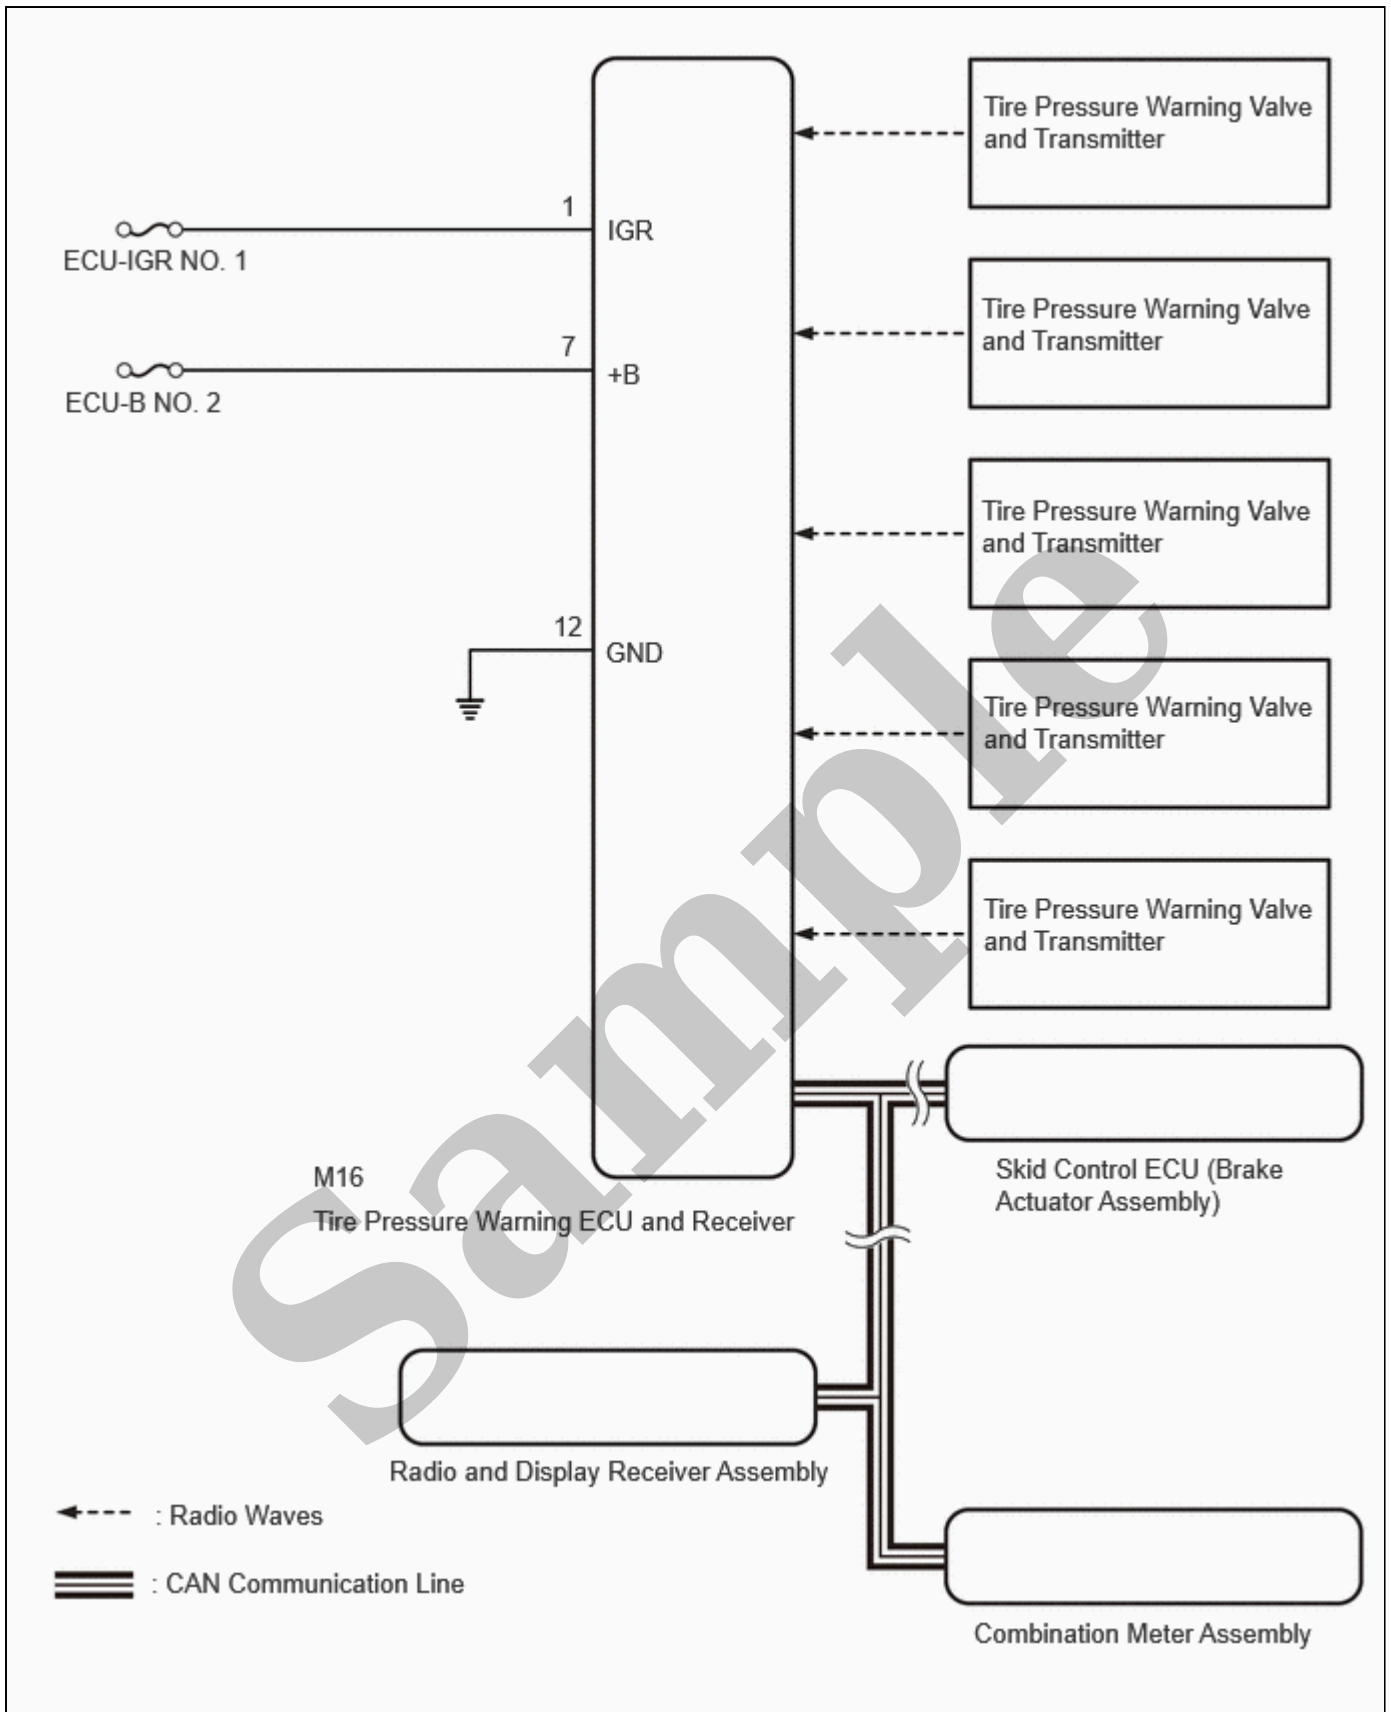 Tire Pressure Warning Valve
and Transmitter
1
IGR
ECU-IGR NO. 1
Tire Pressure Warning Valve
and Transmitter
7
+B
ECU-B NO. 2
Tire Pressure Warning Valve
and Transmitter
12
GND
Tire Pressure Warning Valve
and Transmitter
Tire Pressure Warning Valve
and Transmitter
Sample
M16
Tire Pressure Warning ECU and Receiver
Skid Control ECU (Brake
Actuator Assembly)
Radio and Display Receiver Assembly
: Radio Waves
: CAN Communication Line
Combination Meter Assembly